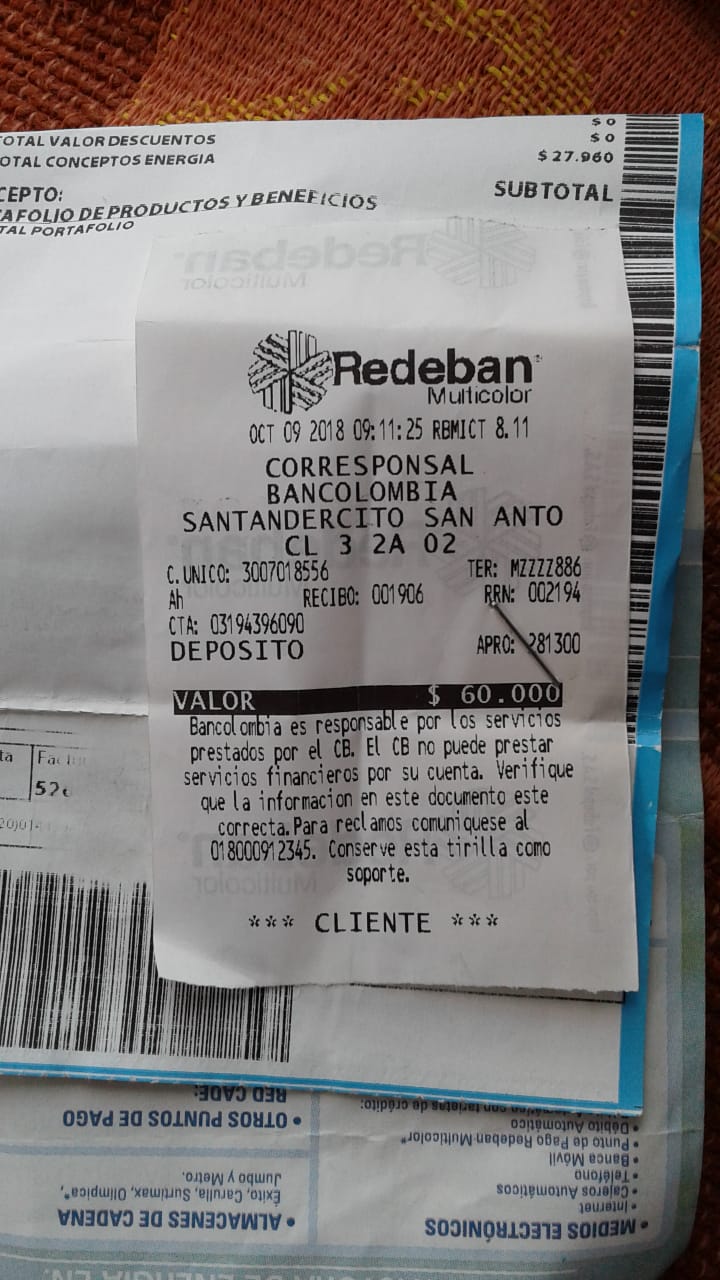 $ 0
TOTAL VALOR DESCUENTOS $ 0
OTAL CONCEPTOS ENERGIA $ 27.960
CEPTO: SUBTOTAL
AFOLIO DE PRODUCTOS Y BENEFICIOS
TAL PORTAFOLIO
Redeban
Multicolor
OCT 09 2018 09:11:25 RBMICT 8.11
CORRESPONSAL
BANCOLOMBIA
SANTANDERCITO SAN ANTO
CL 3 2A 02
C.UNICO: 3007018556 TER: MZZZZ886
Ah RECIBO: 001906 RRN: 002194
CTA: 03194396090
DEPOSITO APRO: 281300
VALOR $ 60.000
Bancolombia es responsable por los servicios
prestados por el CB. El CB no puede prestar
servicios financieros por su cuenta. Verifique
que la informacion en este documento este
correcta.Para reclamos comuniquese al
018000912345. Conserve esta tirilla como
soporte.
*** CLIENTE ***
• MEDIOS ELECTRÓNICOS
• Internet
• Cajeros Automáticos
• Teléfono
• Banca Móvil
• Punto de Pago Redeban Multicolor*
• Débito Automático
con tarjetas de crédito:
• ALMACENES DE CADENA
Éxito, Carulla, Surtimax, Olímpica*,
Jumbo y Metro.
• OTROS PUNTOS DE PAGO
RED CADE: